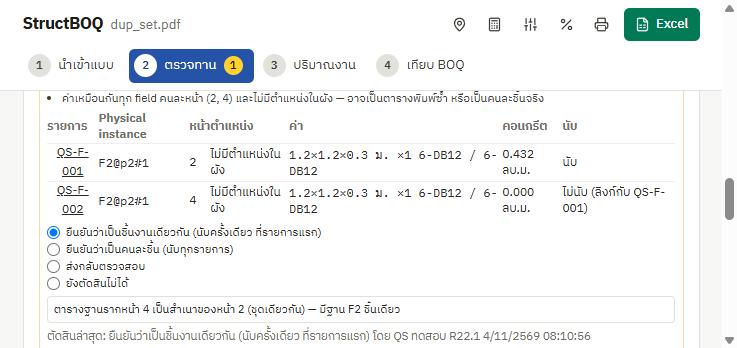 StructBOQ dup_set.pdf Excel
1 นำเข้าแบบ 2 ตรวจทาน 1 3 ปริมาณงาน 4 เทียบ BOQ
• ค่าเหมือนกันทุก field คนละหน้า (2, 4) และไม่มีตำแหน่งในผัง — อาจเป็นตารางพิมพ์ซ้ำ หรือเป็นคนละชิ้นจริง
รายการ Physical instance หน้า ตำแหน่ง ค่า คอนกรีต นับ
QS-F-001 F2@p2#1 2 ไม่มีตำแหน่งในผัง 1.2×1.2×0.3 ม. ×1 6-DB12 / 6-DB12 0.432 ลบ.ม. นับ
QS-F-002 F2@p2#1 4 ไม่มีตำแหน่งในผัง 1.2×1.2×0.3 ม. ×1 6-DB12 / 6-DB12 0.000 ลบ.ม. ไม่นับ (ลิงก์กับ QS-F-001)
ยืนยันว่าเป็นชิ้นงานเดียวกัน (นับครั้งเดียว ที่รายการแรก)
ยืนยันว่าเป็นคนละชิ้น (นับทุกรายการ)
ส่งกลับตรวจสอบ
ยังตัดสินไม่ได้
ตารางฐานรากหน้า 4 เป็นสำเนาของหน้า 2 (ชุดเดียวกัน) — มีฐาน F2 ชิ้นเดียว
ตัดสินล่าสุด: ยืนยันว่าเป็นชิ้นงานเดียวกัน (นับครั้งเดียว ที่รายการแรก) โดย QS ทดสอบ R22.1 4/11/2569 08:10:56